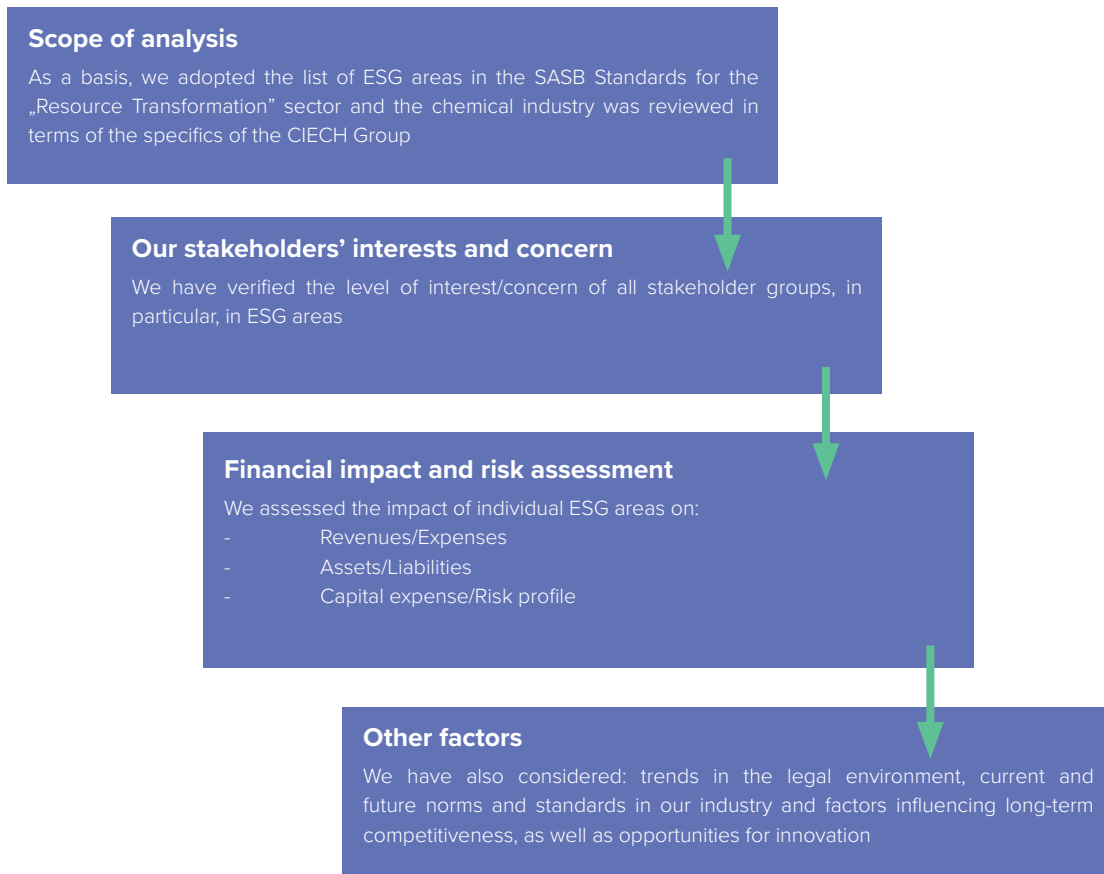 Scope of analysis
As a basis, we adopted the list of ESG areas in the SASB Standards for the
„Resource Transformation” sector and the chemical industry was reviewed in
terms of the specifics of the CIECH Group
Our stakeholders’ interests and concern
We have verified the level of interest/concern of all stakeholder groups, in
particular, in ESG areas
Financial impact and risk assessment
We assessed the impact of individual ESG areas on:
- Revenues/Expenses
- Assets/Liabilities
- Capital expense/Risk profile
Other factors
We have also considered: trends in the legal environment, current and
future norms and standards in our industry and factors influencing long-term
competitiveness, as well as opportunities for innovation